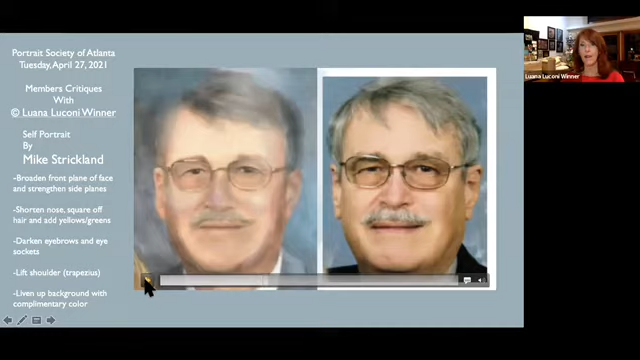 Portrait Society of Atlanta
Tuesday, April 27, 2021
Members Critiques
With
© Luana Luconi Winner
Self Portrait
By
Mike Strickland
-Broaden front plane of face
and strengthen side planes
-Shorten nose, square off
hair and add yellows/greens
-Darken eyebrows and eye
sockets
-Lift shoulder (trapezius)
-Liven up background with
complimentary color
Luana Luconi Winner